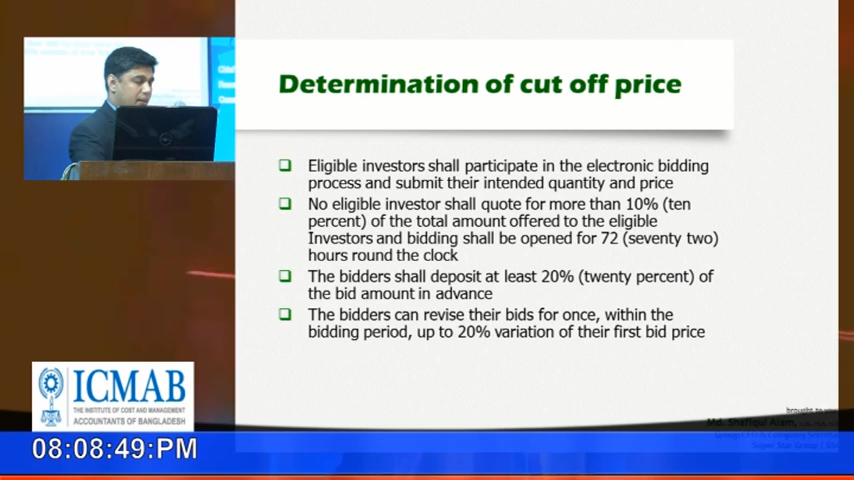 Determination of cut off price
Eligible investors shall participate in the electronic bidding
process and submit their intended quantity and price
No eligible investor shall quote for more than 10% (ten
percent) of the total amount offered to the eligible
Investors and bidding shall be opened for 72 (seventy two)
hours round the clock
The bidders shall deposit at least 20% (twenty percent) of
the bid amount in advance
The bidders can revise their bids for once, within the
bidding period, up to 20% variation of their first bid price
ICMAB
THE INSTITUTE OF COST AND MANAGEMENT
ACCOUNTANTS OF BANGLADESH
brought to
Md. Shafiqul Alam,
Super Star Group
08:08:49:PM